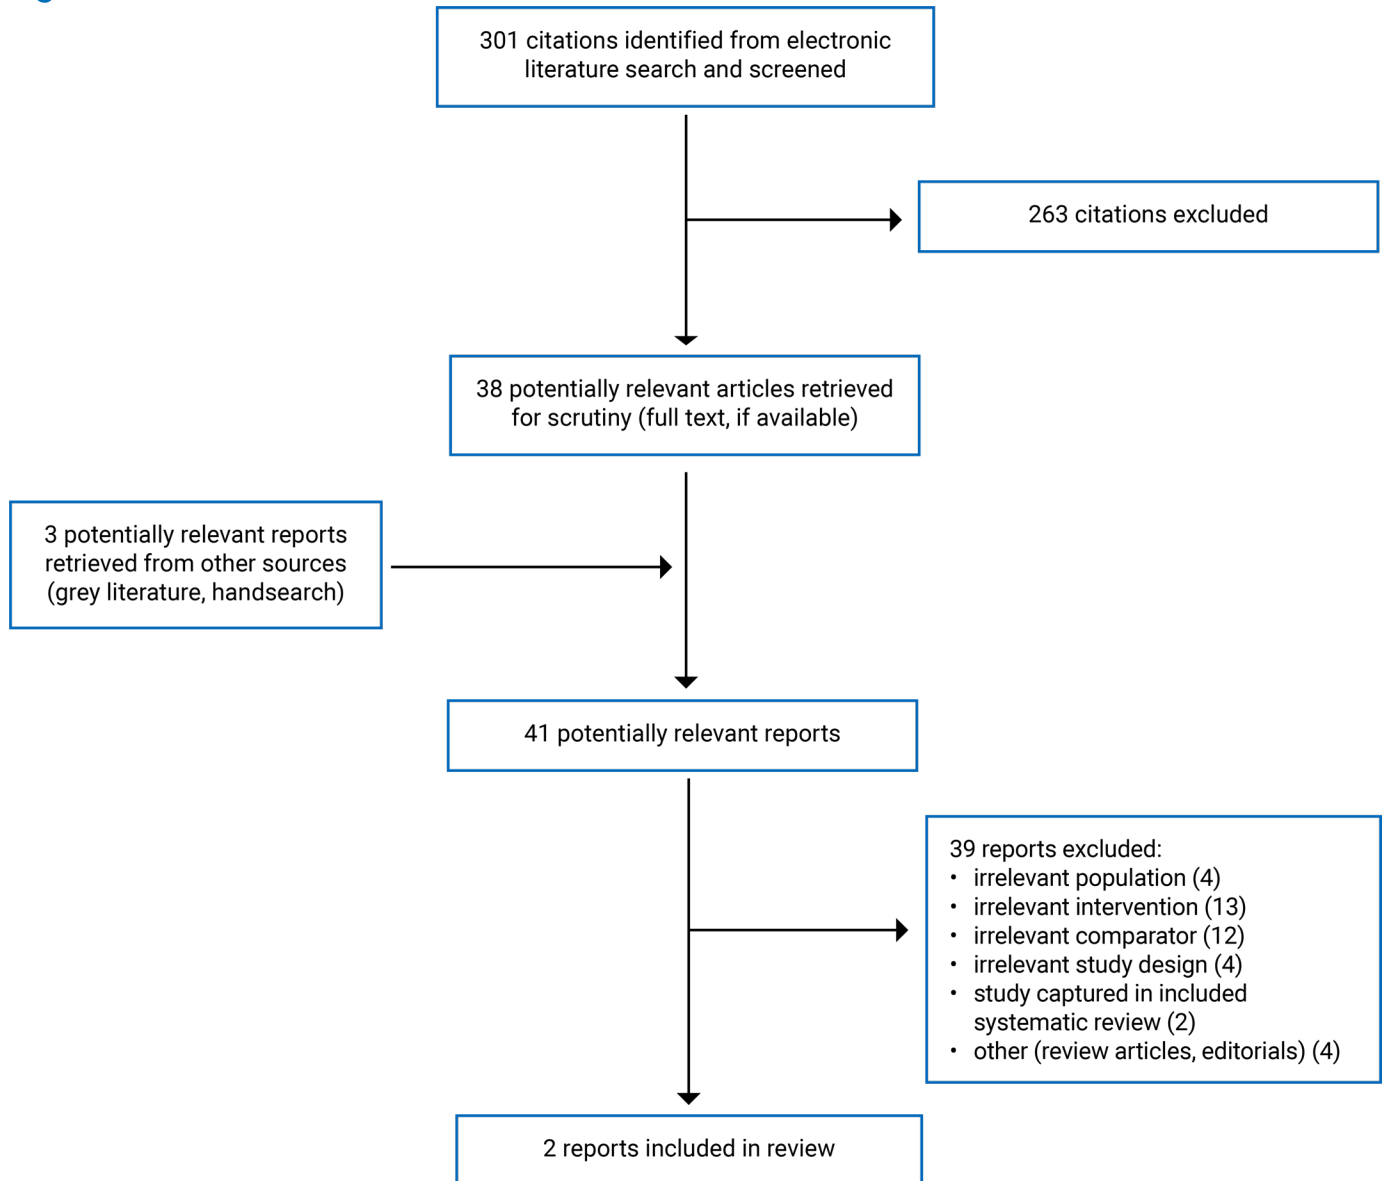 301 citations identified from electronic
literature search and screened
263 citations excluded
38 potentially relevant articles retrieved
for scrutiny (full text, if available)
3 potentially relevant reports
retrieved from other sources
(grey literature, handsearch)
41 potentially relevant reports
39 reports excluded:
• irrelevant population (4)
• irrelevant intervention (13)
• irrelevant comparator (12)
• irrelevant study design (4)
• study captured in included
systematic review (2)
• other (review articles, editorials) (4)
2 reports included in review